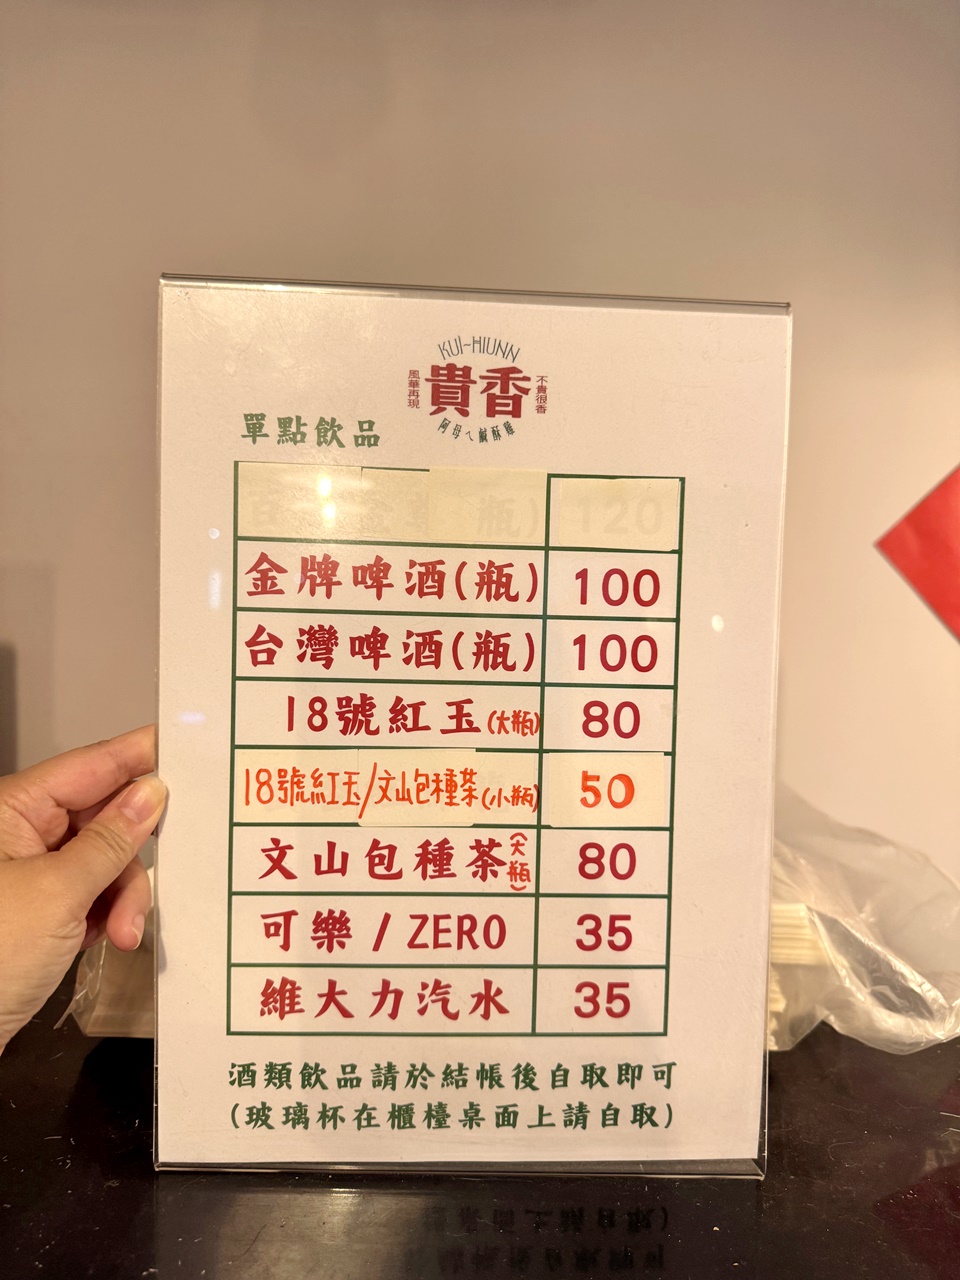 KUI-HIUNN
風華再現
貴香
不貴很香
阿母ㄟ鹹酥雞
單點飲品
瓶) 120
金牌啤酒(瓶) 100
台灣啤酒(瓶) 100
18號紅玉(大瓶) 80
18號紅玉/文山包種茶(小瓶) 50
文山包種茶(大瓶) 80
可樂/ZERO 35
維大力汽水 35
酒類飲品請於結帳後自取即可
(玻璃杯在櫃檯桌面上請自取)